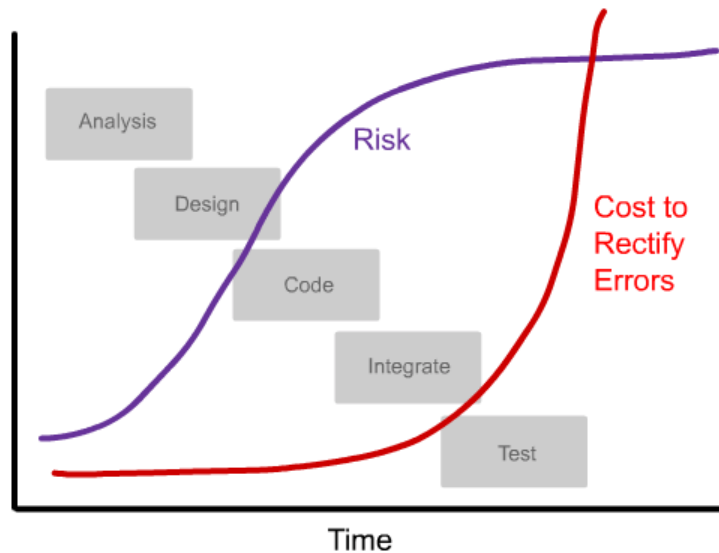 Analysis
Risk
Design
Cost to
Rectify
Errors
Code
Integrate
Test
Time